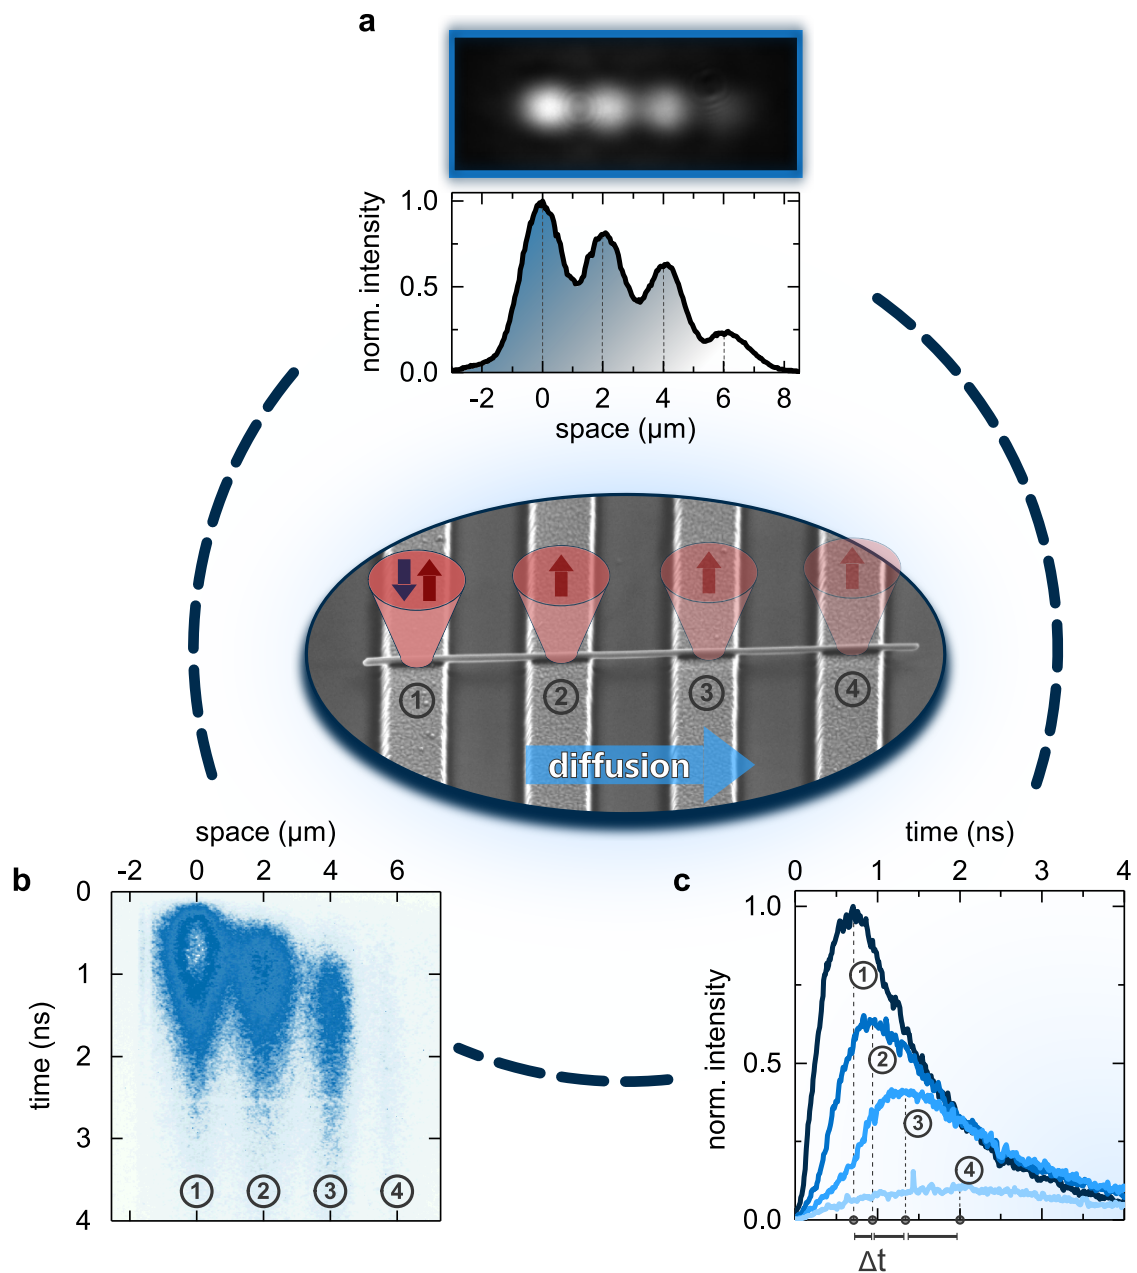 a
norm. intensity
1.0
0.5
0.0
-2 0 2 4 6 8
space (µm)
① ② ③ ④
diffusion
space (µm)
-2 0 2 4 6
b
time (ns)
0
1
2
3
4
① ② ③ ④
time (ns)
0 1 2 3 4
c
norm. intensity
1.0
0.5
0.0
①
②
③
④
Δt